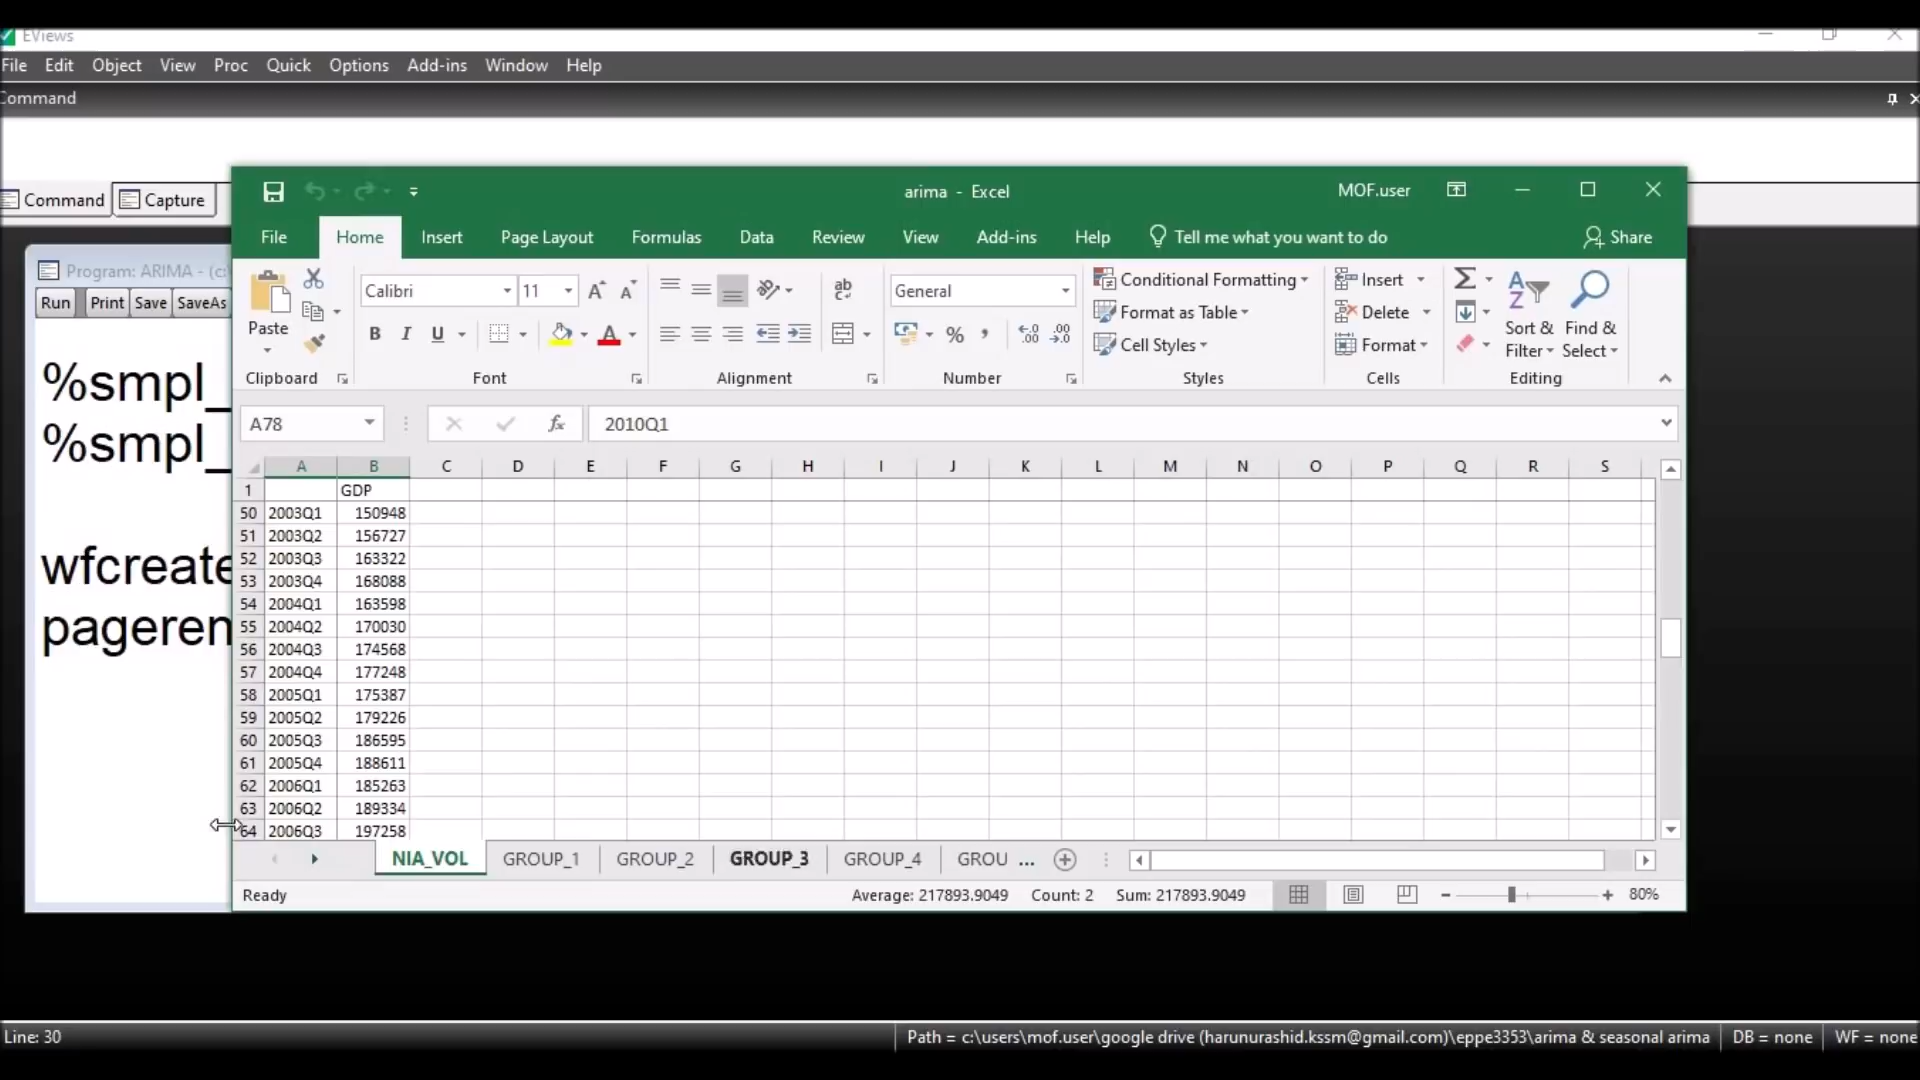 EViews
File Edit Object View Proc Quick Options Add-ins Window Help
Command
Command Capture
arima - Excel MOF.user
File Home Insert Page Layout Formulas Data Review View Add-ins Help Tell me what you want to do Share
Program: ARIMA - (c:\
Run Print Save SaveAs
%smpl_
%smpl_
wfcreate
pageren
Paste
Calibri 11
B I U A
General
%
Conditional Formatting
Format as Table
Cell Styles
Insert
Delete
Format
Sort & Filter
Find & Select
Clipboard Font Alignment Number Styles Cells Editing
A78 fx 2010Q1
A B C D E F G H I J K L M N O P Q R S
1 GDP
50 2003Q1 150948
51 2003Q2 156727
52 2003Q3 163322
53 2003Q4 168088
54 2004Q1 163598
55 2004Q2 170030
56 2004Q3 174568
57 2004Q4 177248
58 2005Q1 175387
59 2005Q2 179226
60 2005Q3 186595
61 2005Q4 188611
62 2006Q1 185263
63 2006Q2 189334
64 2006Q3 197258
NIA_VOL GROUP_1 GROUP_2 GROUP_3 GROUP_4 GROU ...
Ready Average: 217893.9049 Count: 2 Sum: 217893.9049 80%
Line: 30 Path = c:\users\mof.user\google drive (harunurashid.kssm@gmail.com)\eppe3353\arima & seasonal arima DB = none WF = none